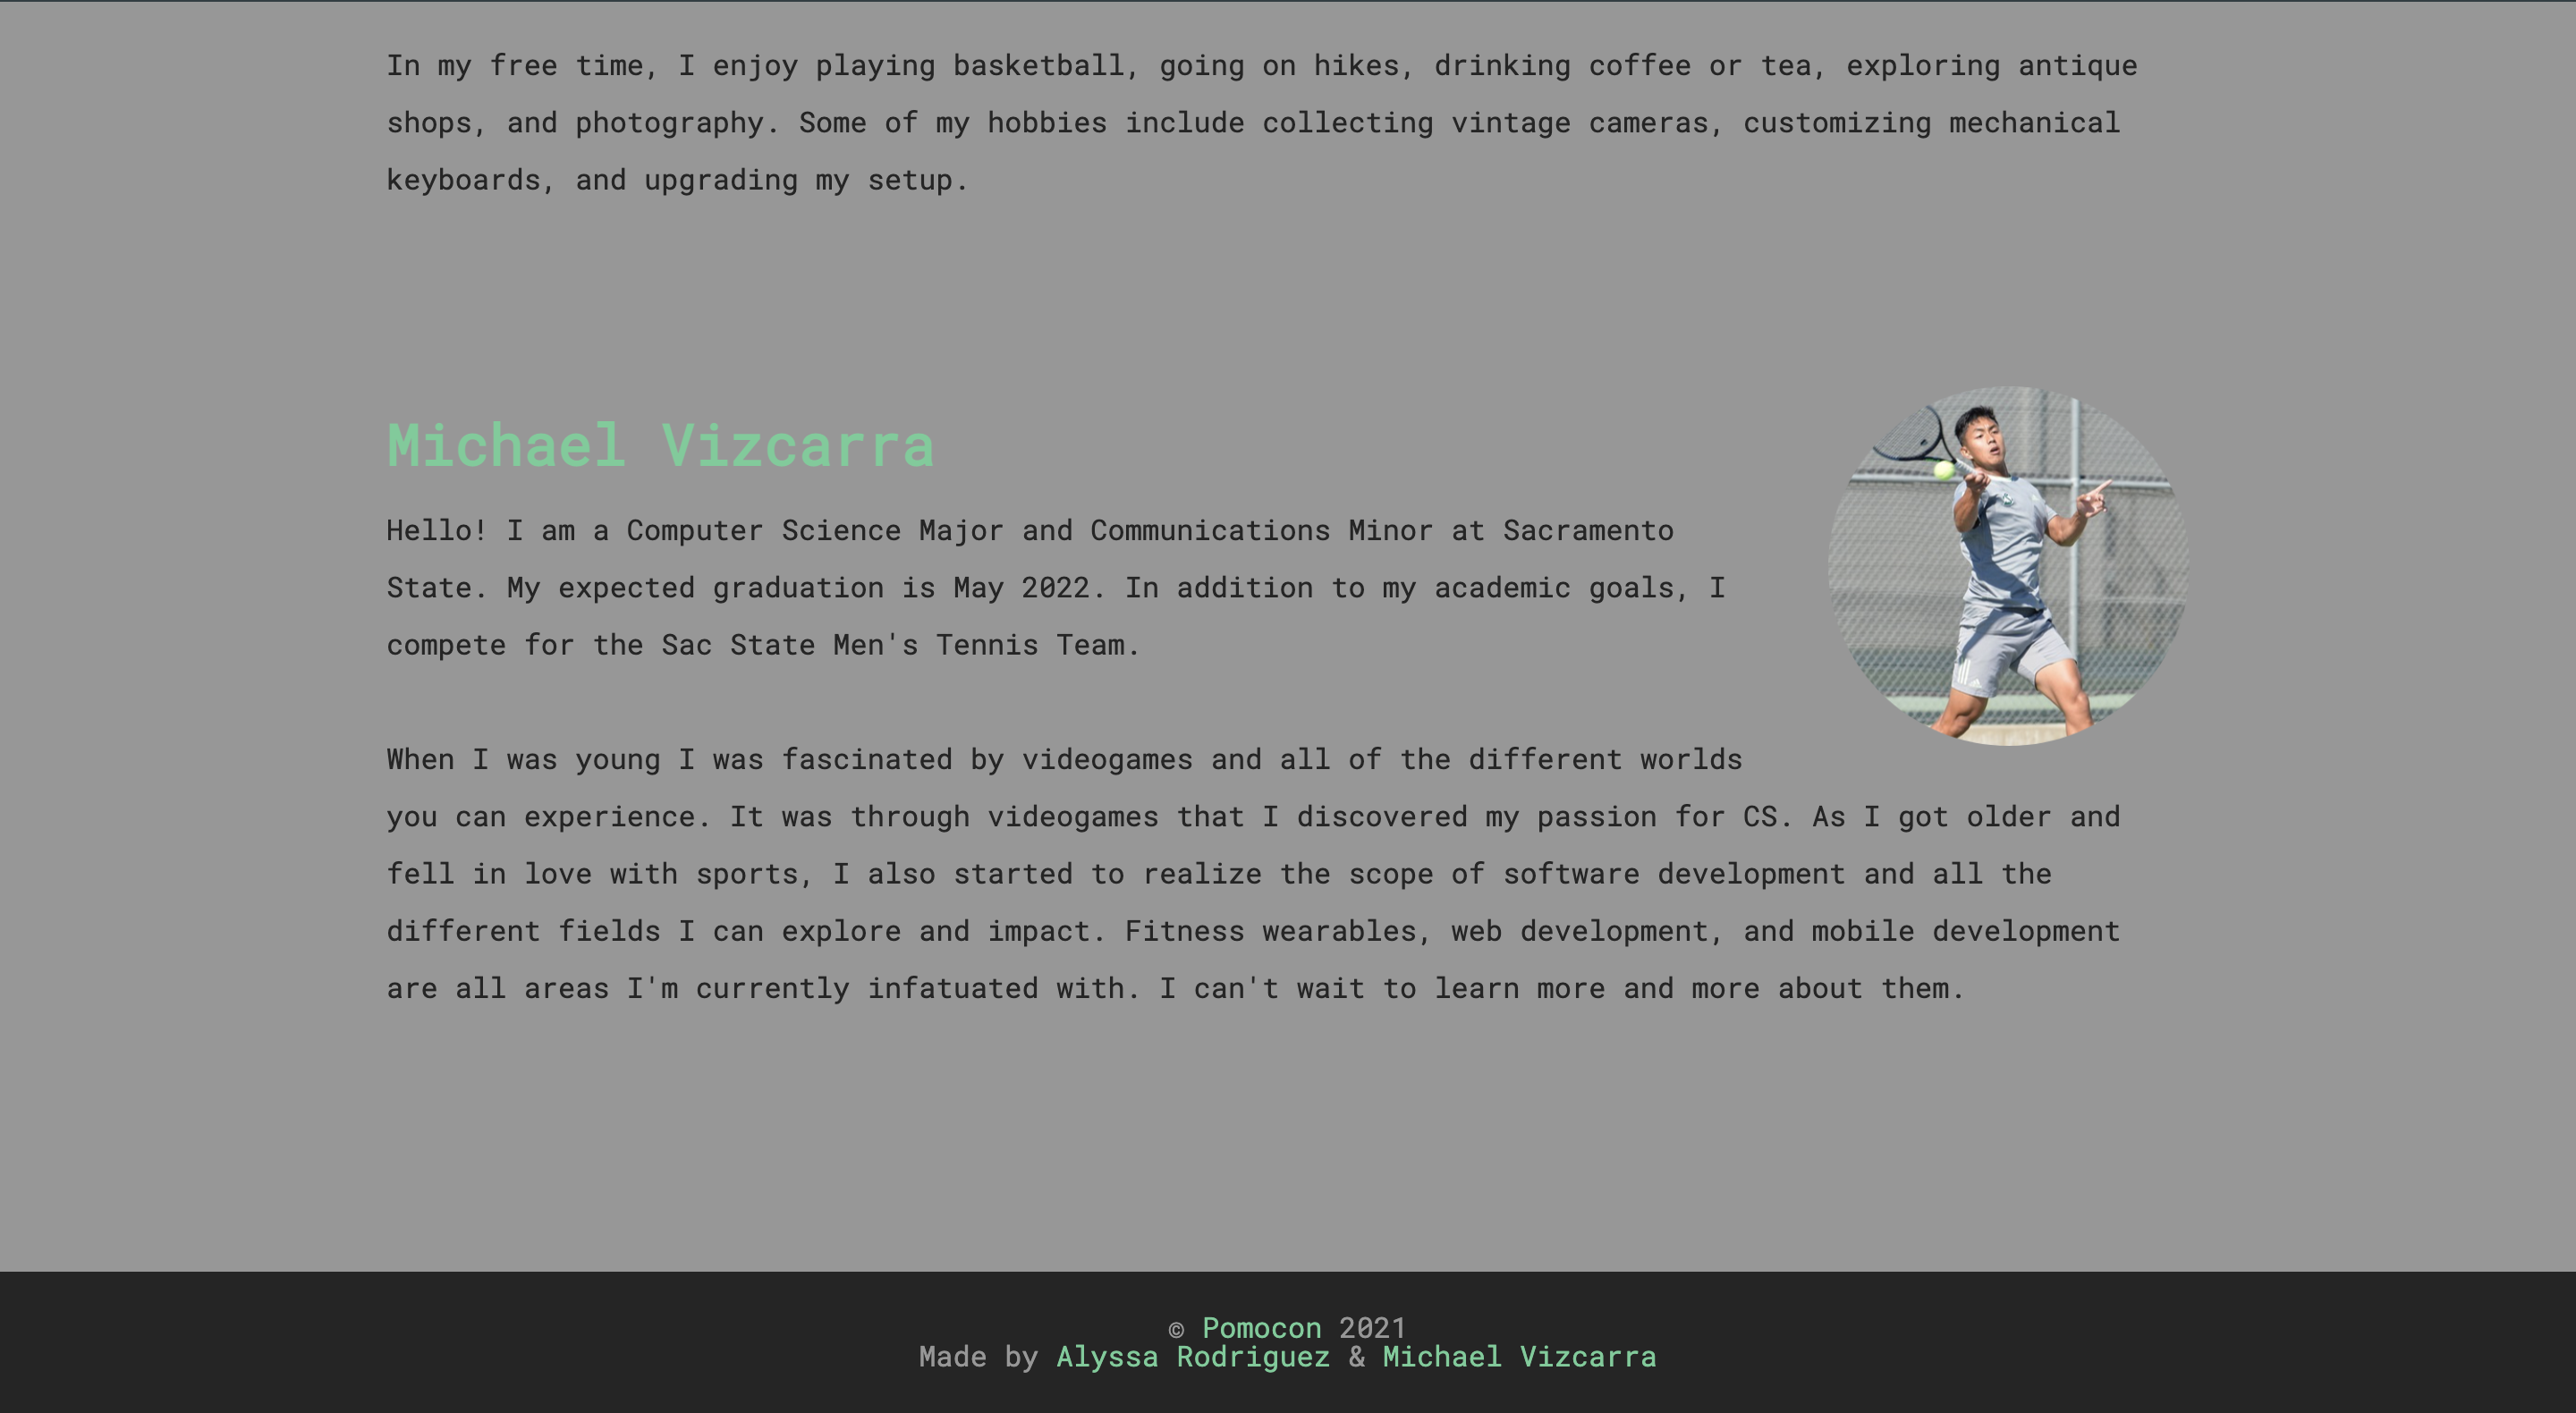 In my free time, I enjoy playing basketball, going on hikes, drinking coffee or tea, exploring antique
shops, and photography. Some of my hobbies include collecting vintage cameras, customizing mechanical
keyboards, and upgrading my setup.
Michael Vizcarra
Hello! I am a Computer Science Major and Communications Minor at Sacramento
State. My expected graduation is May 2022. In addition to my academic goals, I
compete for the Sac State Men's Tennis Team.
When I was young I was fascinated by videogames and all of the different worlds
you can experience. It was through videogames that I discovered my passion for CS. As I got older and
fell in love with sports, I also started to realize the scope of software development and all the
different fields I can explore and impact. Fitness wearables, web development, and mobile development
are all areas I'm currently infatuated with. I can't wait to learn more and more about them.
© Pomocon 2021
Made by Alyssa Rodriguez & Michael Vizcarra